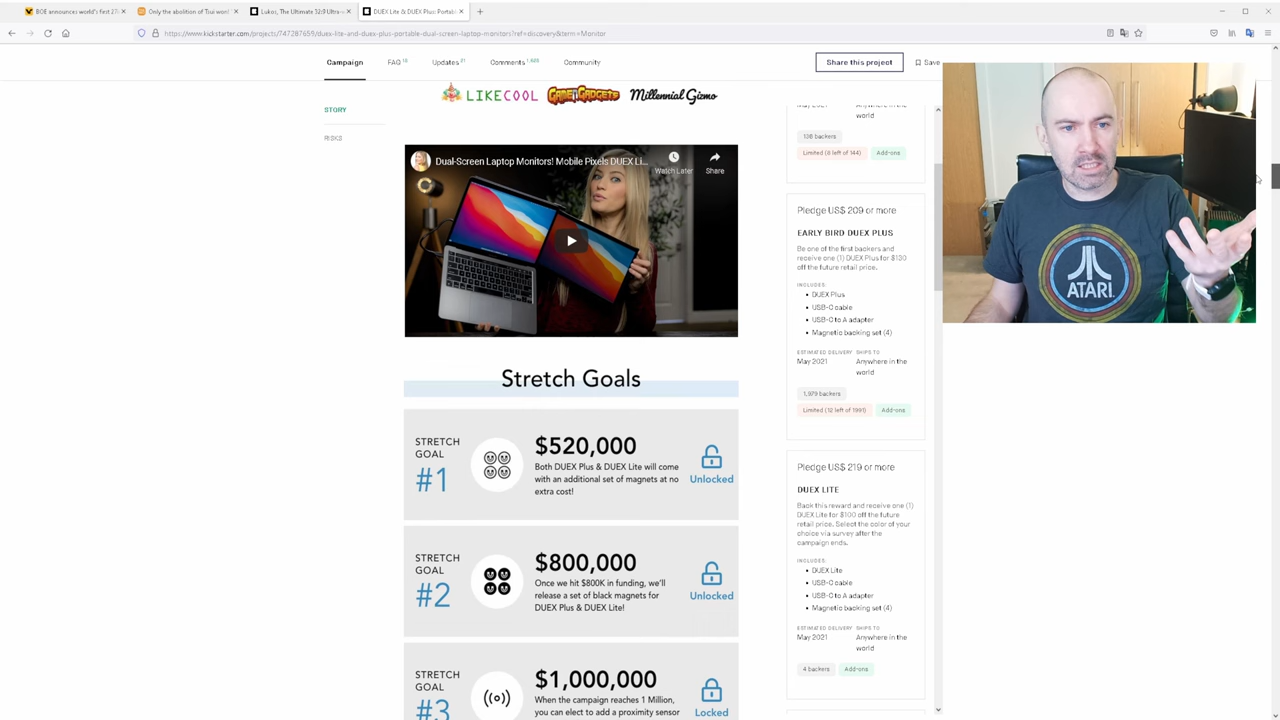 BOE announces world's first 27
Only the abolition of Tsui won'
Lukos, The Ultimate 32:9 Ultra-w
DUEX Lite & DUEX Plus: Portabl
https://www.kickstarter.com/projects/747287659/duex-lite-and-duex-plus-portable-dual-screen-laptop-monitors?ref=discovery&term=Monitor
Campaign
FAQ
Updates 21
Comments
Community
Share this project
Save
STORY
RISKS
LIKECOOL
Millennial Gizmo
Dual-Screen Laptop Monitors! Mobile Pixels DUEX Li...
Watch Later
Share
Stretch Goals
STRETCH
GOAL
#1
$520,000
Both DUEX Plus & DUEX Lite will come
with an additional set of magnets at no
extra cost!
Unlocked
STRETCH
GOAL
#2
$800,000
Once we hit $800K in funding, we'll
release a set of black magnets for
DUEX Plus & DUEX Lite!
Unlocked
STRETCH
GOAL
#3
$1,000,000
When the campaign reaches 1 Million,
you can elect to add a proximity sensor
Locked
May 2021
Anywhere in the
world
138 backers
Limited (6 left of 144)
Add-ons
Pledge US$ 209 or more
EARLY BIRD DUEX PLUS
Be one of the first backers and
receive one (1) DUEX Plus for $130
off the future retail price.
INCLUDES:
• DUEX Plus
• USB-C cable
• USB-C to A adapter
• Magnetic backing set (4)
ESTIMATED DELIVERY
May 2021
SHIPS TO
Anywhere in the
world
1,979 backers
Limited (12 left of 1991)
Add-ons
Pledge US$ 219 or more
DUEX LITE
Back this reward and receive one (1)
DUEX Lite for $100 off the future
retail price. Select the color of your
choice via survey after the
campaign ends.
INCLUDES:
• DUEX Lite
• USB-C cable
• USB-C to A adapter
• Magnetic backing set (4)
ESTIMATED DELIVERY
May 2021
SHIPS TO
Anywhere in the
world
4 backers
Add-ons
ATARI